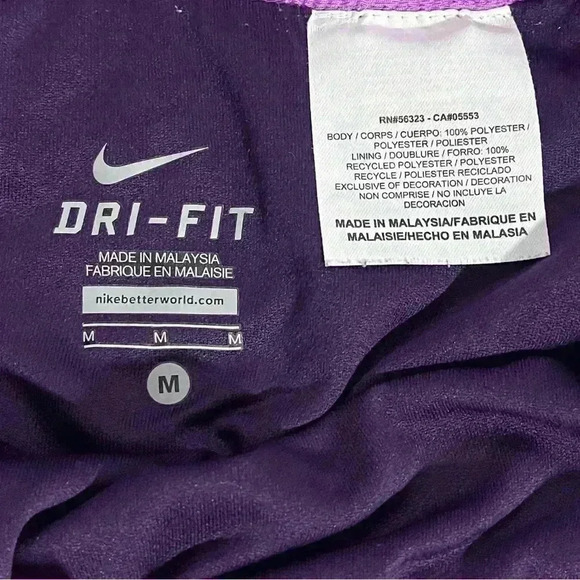 DRI-FIT
MADE IN MALAYSIA
FABRIQUE EN MALAISIE
nikebetterworld.com
M M M
M
RN#56323 - CA#05553
BODY / CORPS / CUERPO: 100% POLYESTER /
POLYESTER / POLIESTER
LINING / DOUBLURE / FORRO: 100%
RECYCLED POLYESTER / POLYESTER
RECYCLE / POLIESTER RECICLADO
EXCLUSIVE OF DECORATION / DECORATION
NON COMPRISE / NO INCLUYE LA
DECORACION
MADE IN MALAYSIA/FABRIQUE EN
MALAISIE/HECHO EN MALASIA